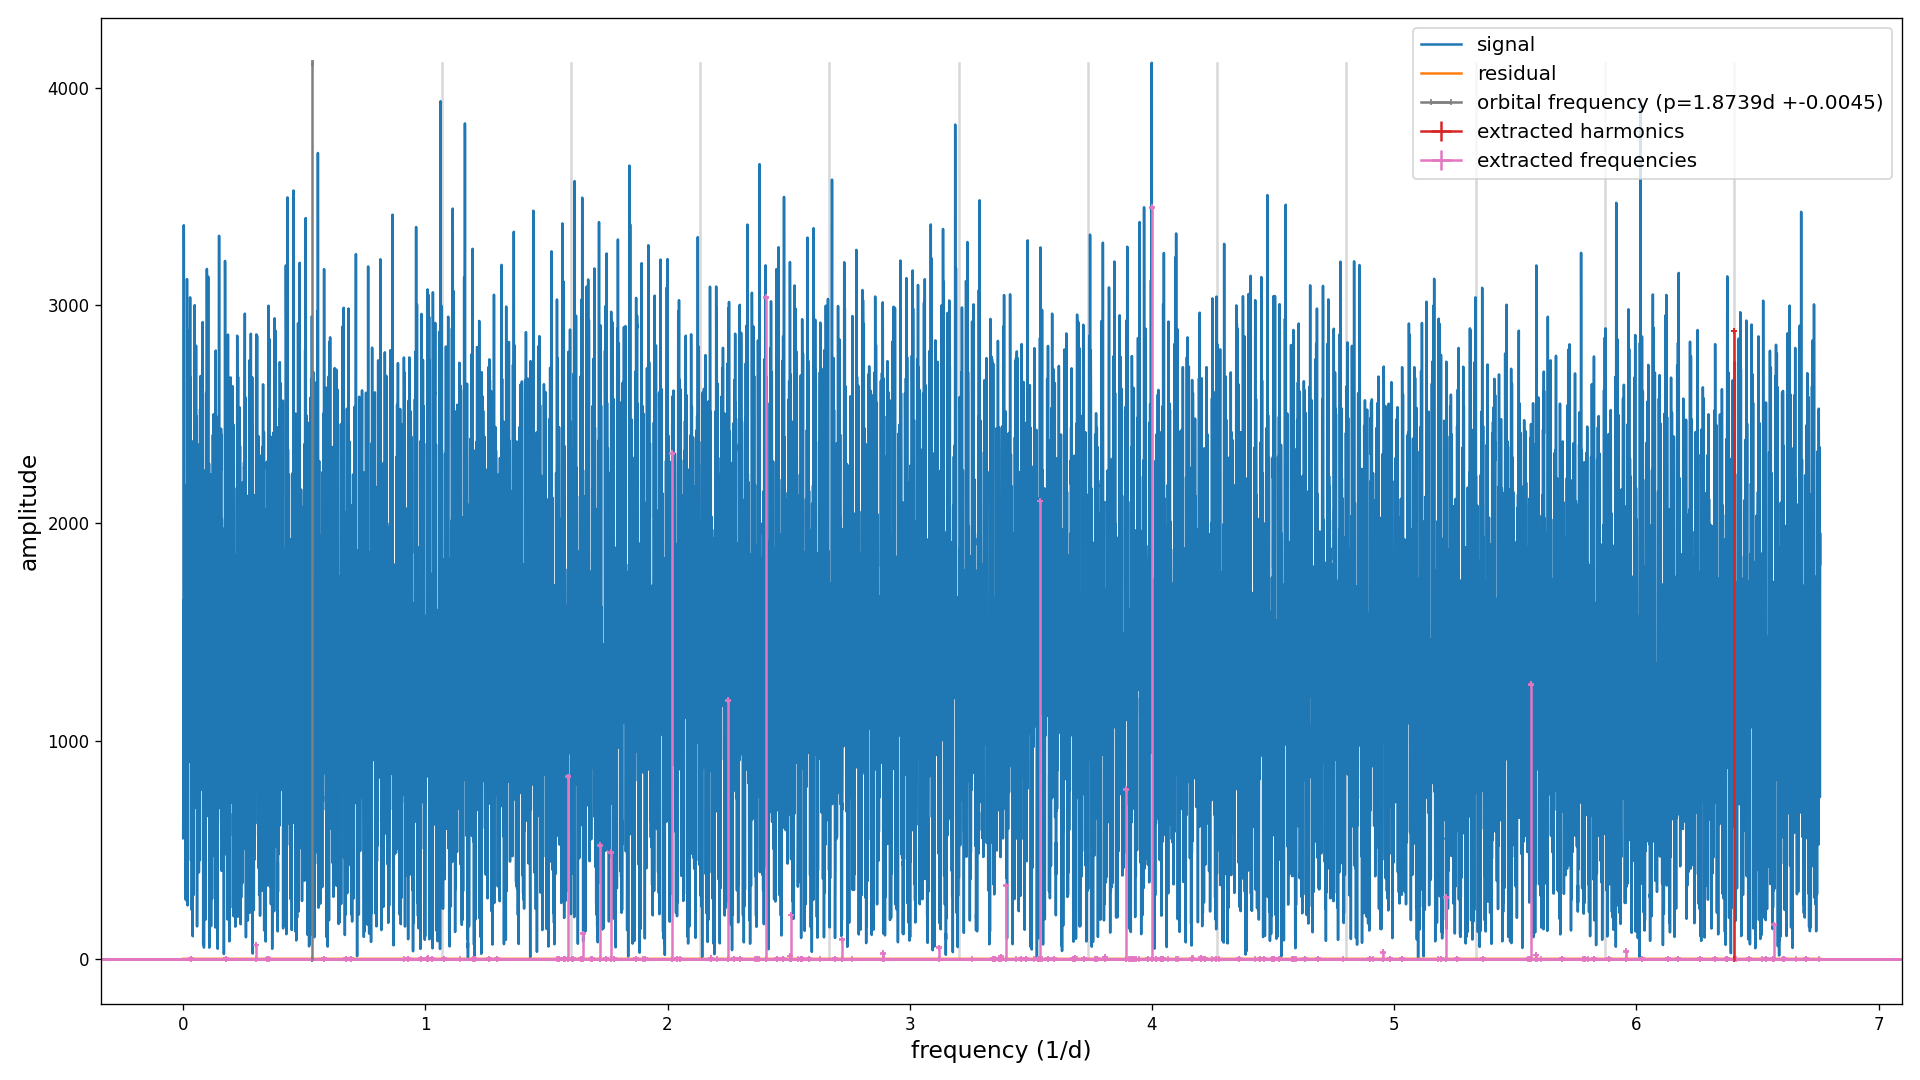 signal
residual
orbital frequency (p=1.8739d +-0.0045)
extracted harmonics
extracted frequencies
amplitude
4000
3000
2000
1000
0
0 1 2 3 4 5 6 7
frequency (1/d)